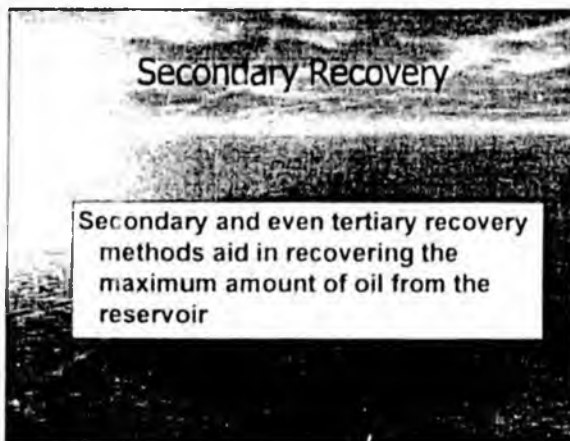 Secondary Recovery
Secondary and even tertiary recovery
methods aid in recovering the
maximum amount of oil from the
reservoir